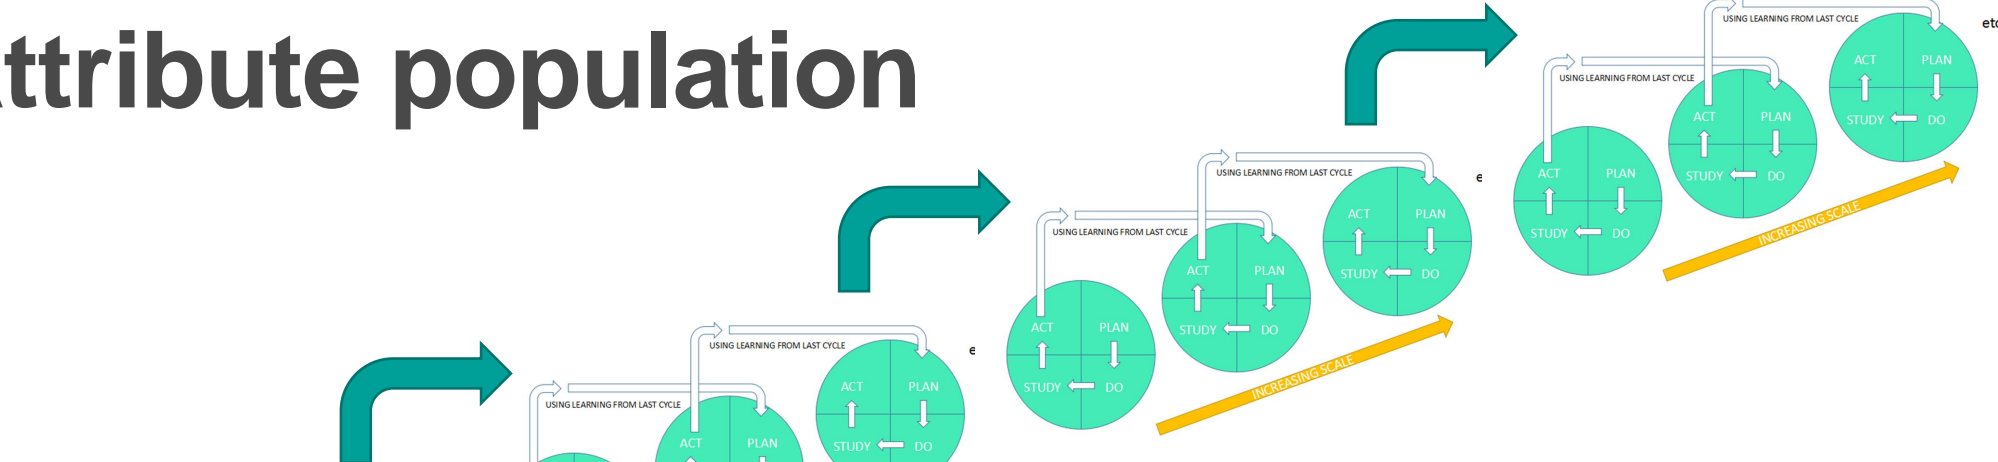 ttribute population
USING LEARNING FROM LAST CYCLE
etc
USING LEARNING FROM LAST CYCLE
ACT PLAN
STUDY DO
ACT PLAN
STUDY DO
ACT PLAN
STUDY DO
INCREASING SCALE
USING LEARNING FROM LAST CYCLE
e
USING LEARNING FROM LAST CYCLE
ACT PLAN
STUDY DO
ACT PLAN
STUDY DO
ACT PLAN
STUDY DO
INCREASING SCALE
USING LEARNING FROM LAST CYCLE
e
USING LEARNING FROM LAST CYCLE
ACT PLAN
STUDY DO
ACT PLAN